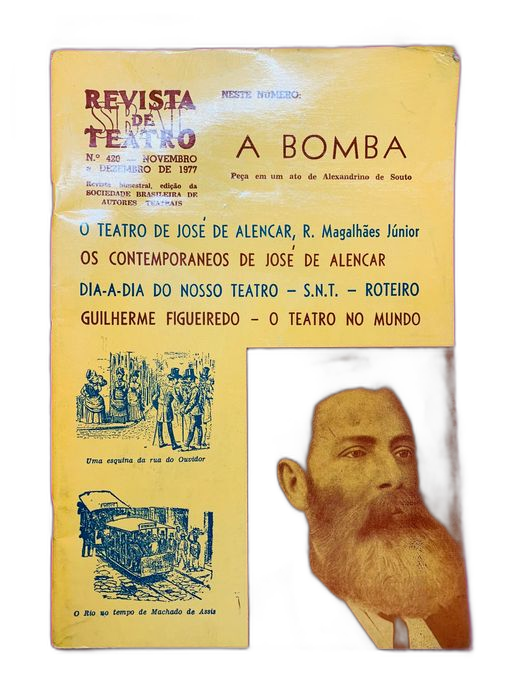 REVISTA
SBAT
DE
TEATRO
N.º 420 — NOVEMBRO
e DEZEMBRO DE 1977
Revista bimestral, edição da
SOCIEDADE BRASILEIRA DE
AUTORES TEATRAIS
NESTE NÚMERO:
A BOMBA
Peça em um ato de Alexandrino de Souto
O TEATRO DE JOSÉ DE ALENCAR, R. Magalhães Júnior
OS CONTEMPORANEOS DE JOSÉ DE ALENCAR
DIA-A-DIA DO NOSSO TEATRO — S.N.T. — ROTEIRO
GUILHERME FIGUEIREDO — O TEATRO NO MUNDO
Uma esquina da rua do Ouvidor
O Rio no tempo de Machado de Assis